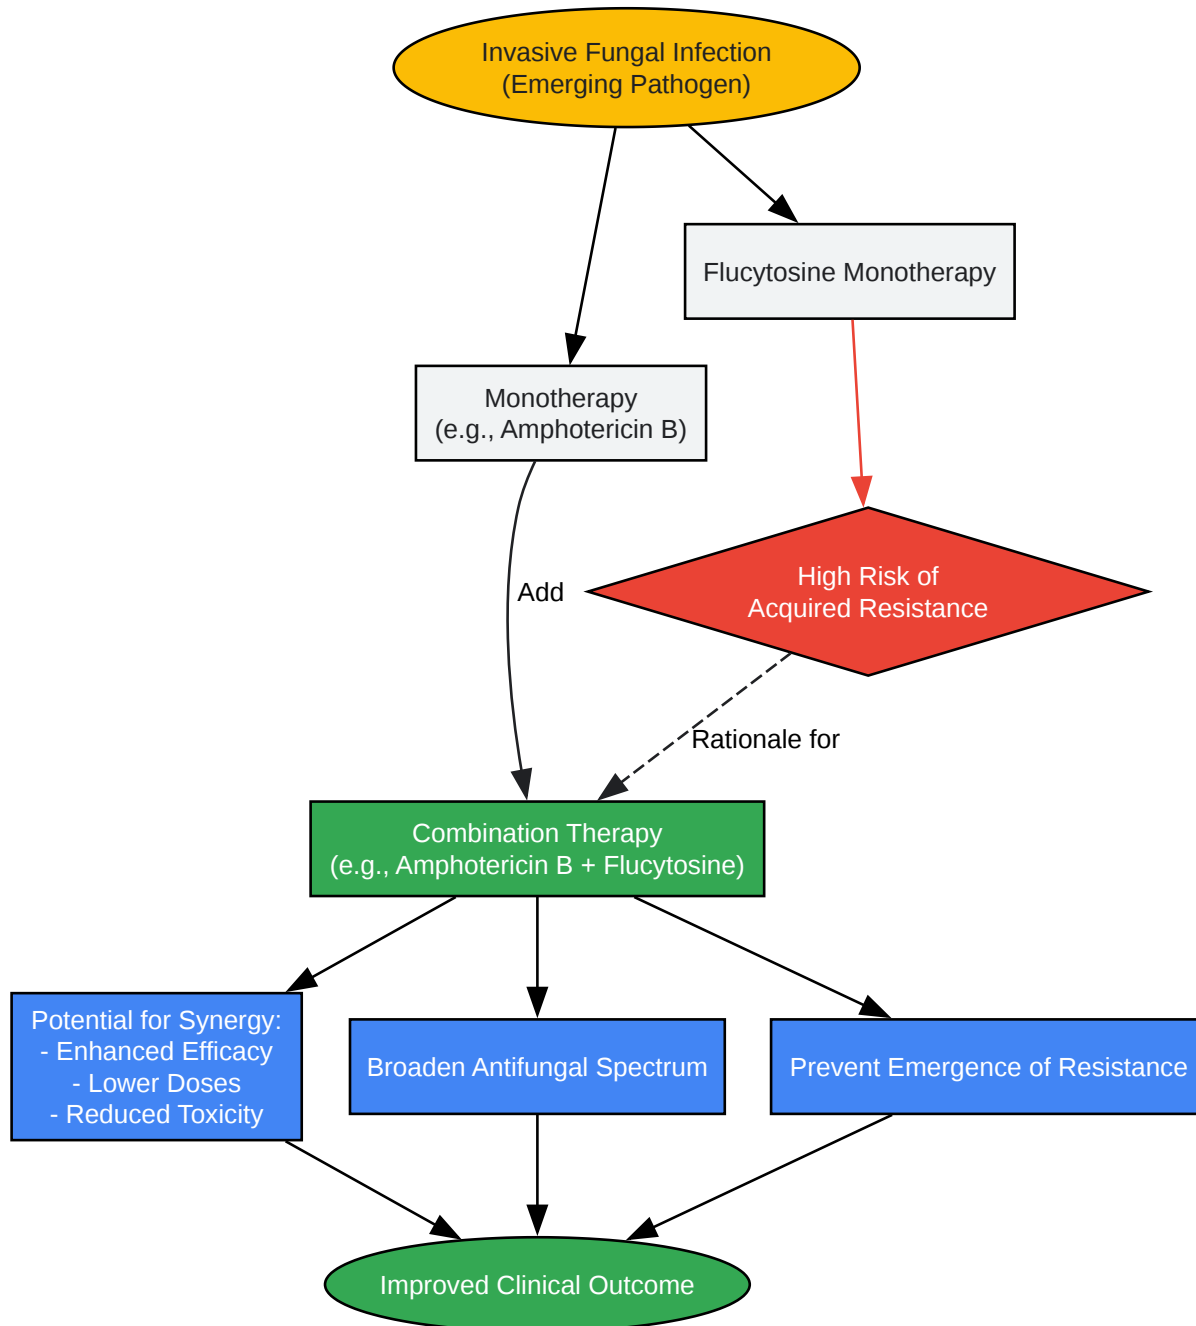 Invasive Fungal Infection
(Emerging Pathogen)
Flucytosine Monotherapy
Monotherapy
(e.g., Amphotericin B)
High Risk of
Acquired Resistance
Add
Rationale for
Combination Therapy
(e.g., Amphotericin B + Flucytosine)
Potential for Synergy:
- Enhanced Efficacy
- Lower Doses
- Reduced Toxicity
Broaden Antifungal Spectrum
Prevent Emergence of Resistance
Improved Clinical Outcome